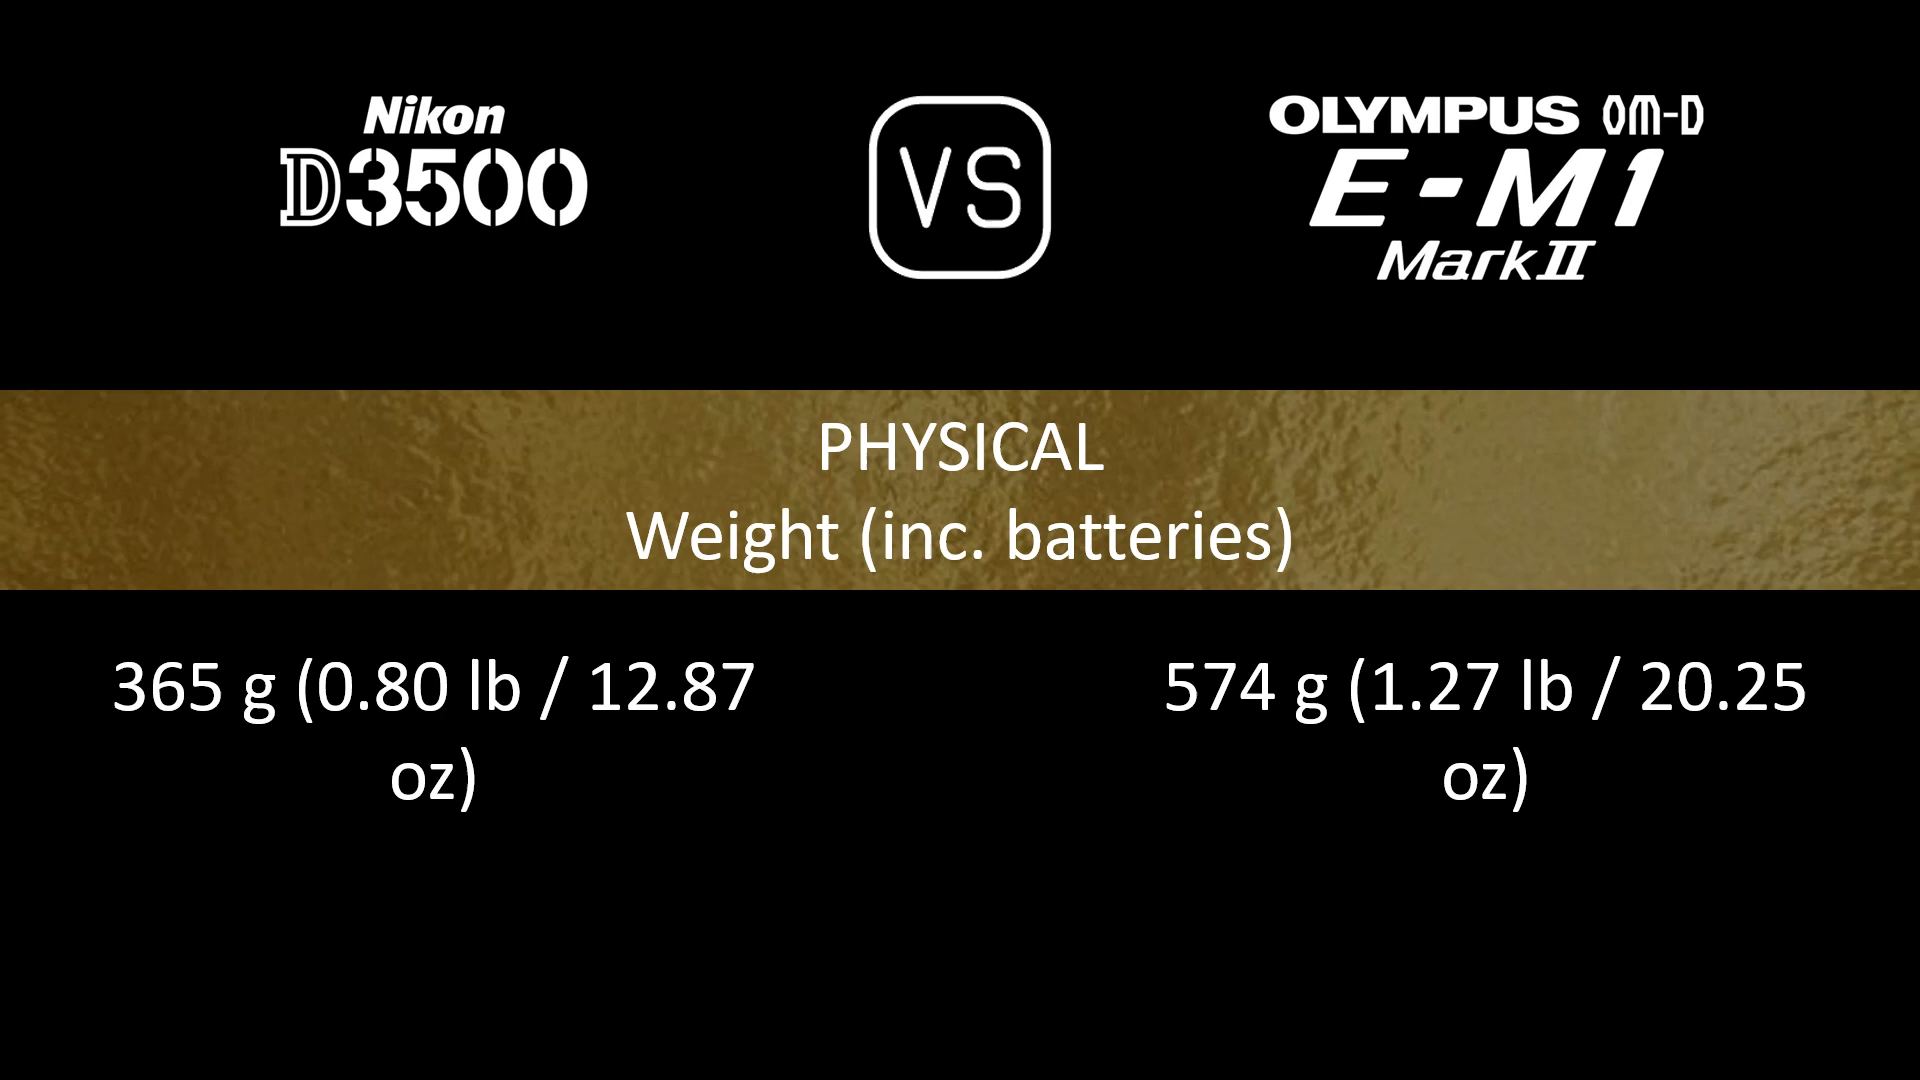 Nikon
D3500
VS
OLYMPUS OM-D
E-M1
Mark II
PHYSICAL
Weight (inc. batteries)
365 g (0.80 lb / 12.87
oz)
574 g (1.27 lb / 20.25
oz)